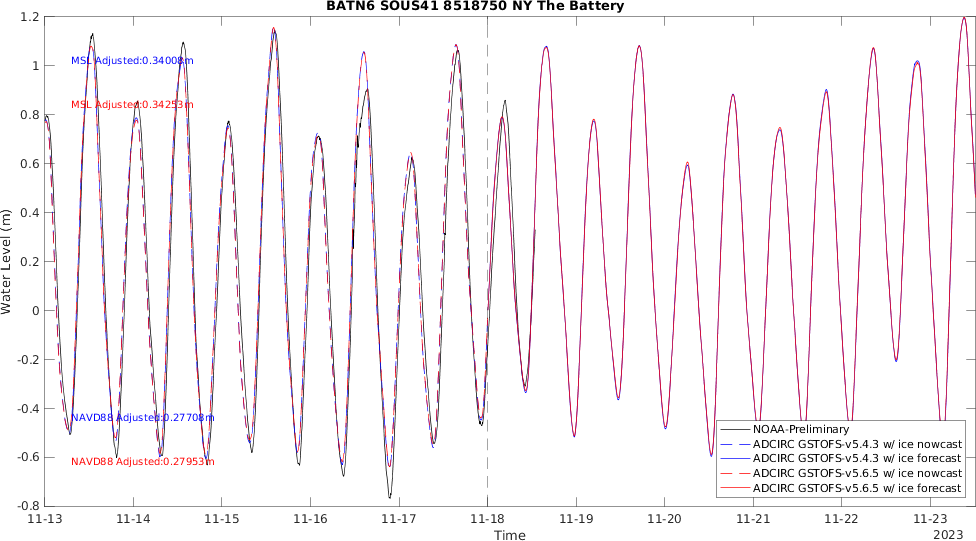 BATN6 SOUS41 8518750 NY The Battery
1.2
1
0.8
0.6
0.4
0.2
0
-0.2
-0.4
-0.6
-0.8
Water Level (m)
MSL Adjusted:0.34008m
MSL Adjusted:0.34253m
NAVD88 Adjusted:0.27708m
NAVD88 Adjusted:0.27953m
NOAA-Preliminary
ADCIRC GSTOFS-v5.4.3 w/ ice nowcast
ADCIRC GSTOFS-v5.4.3 w/ ice forecast
ADCIRC GSTOFS-v5.6.5 w/ ice nowcast
ADCIRC GSTOFS-v5.6.5 w/ ice forecast
11-13 11-14 11-15 11-16 11-17 11-18 11-19 11-20 11-21 11-22 11-23
Time
2023